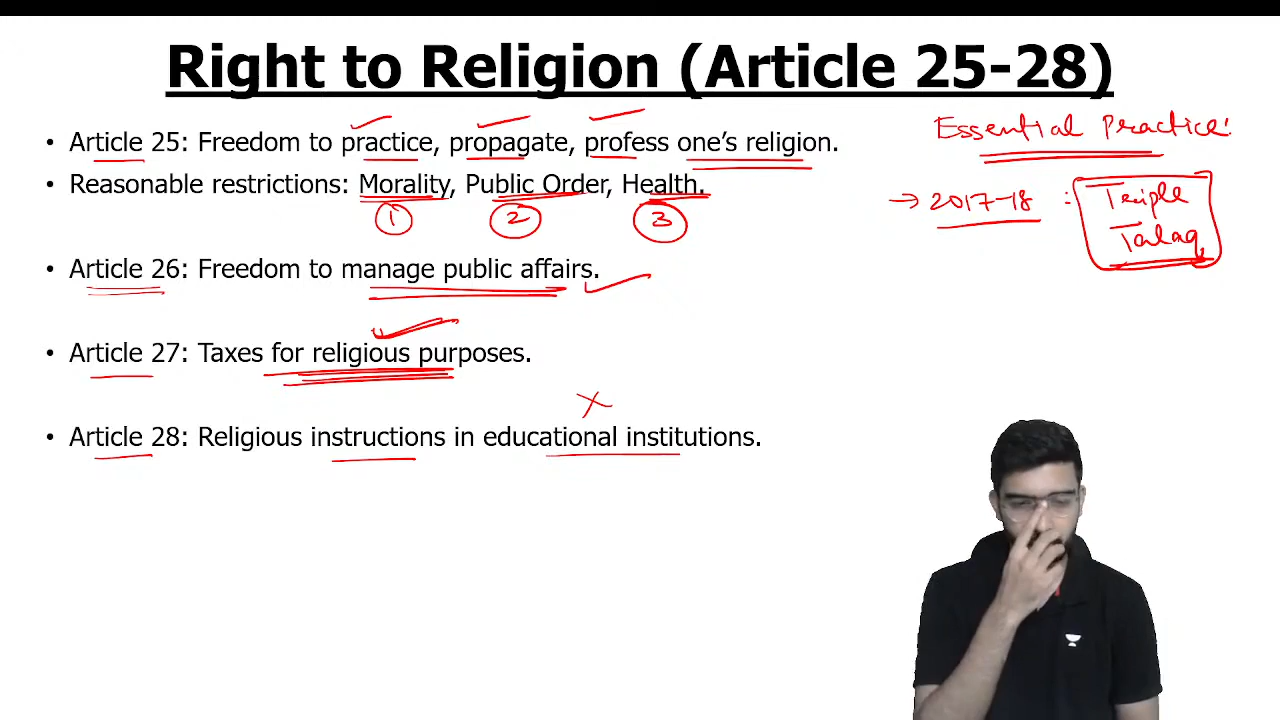 Right to Religion (Article 25-28)
• Article 25: Freedom to practice, propagate, profess one's religion.
• Reasonable restrictions: Morality, Public Order, Health.
1 2 3
• Article 26: Freedom to manage public affairs.
• Article 27: Taxes for religious purposes.
• Article 28: Religious instructions in educational institutions.
Essential Practice:
→ 2017-18 : Triple
Talaq